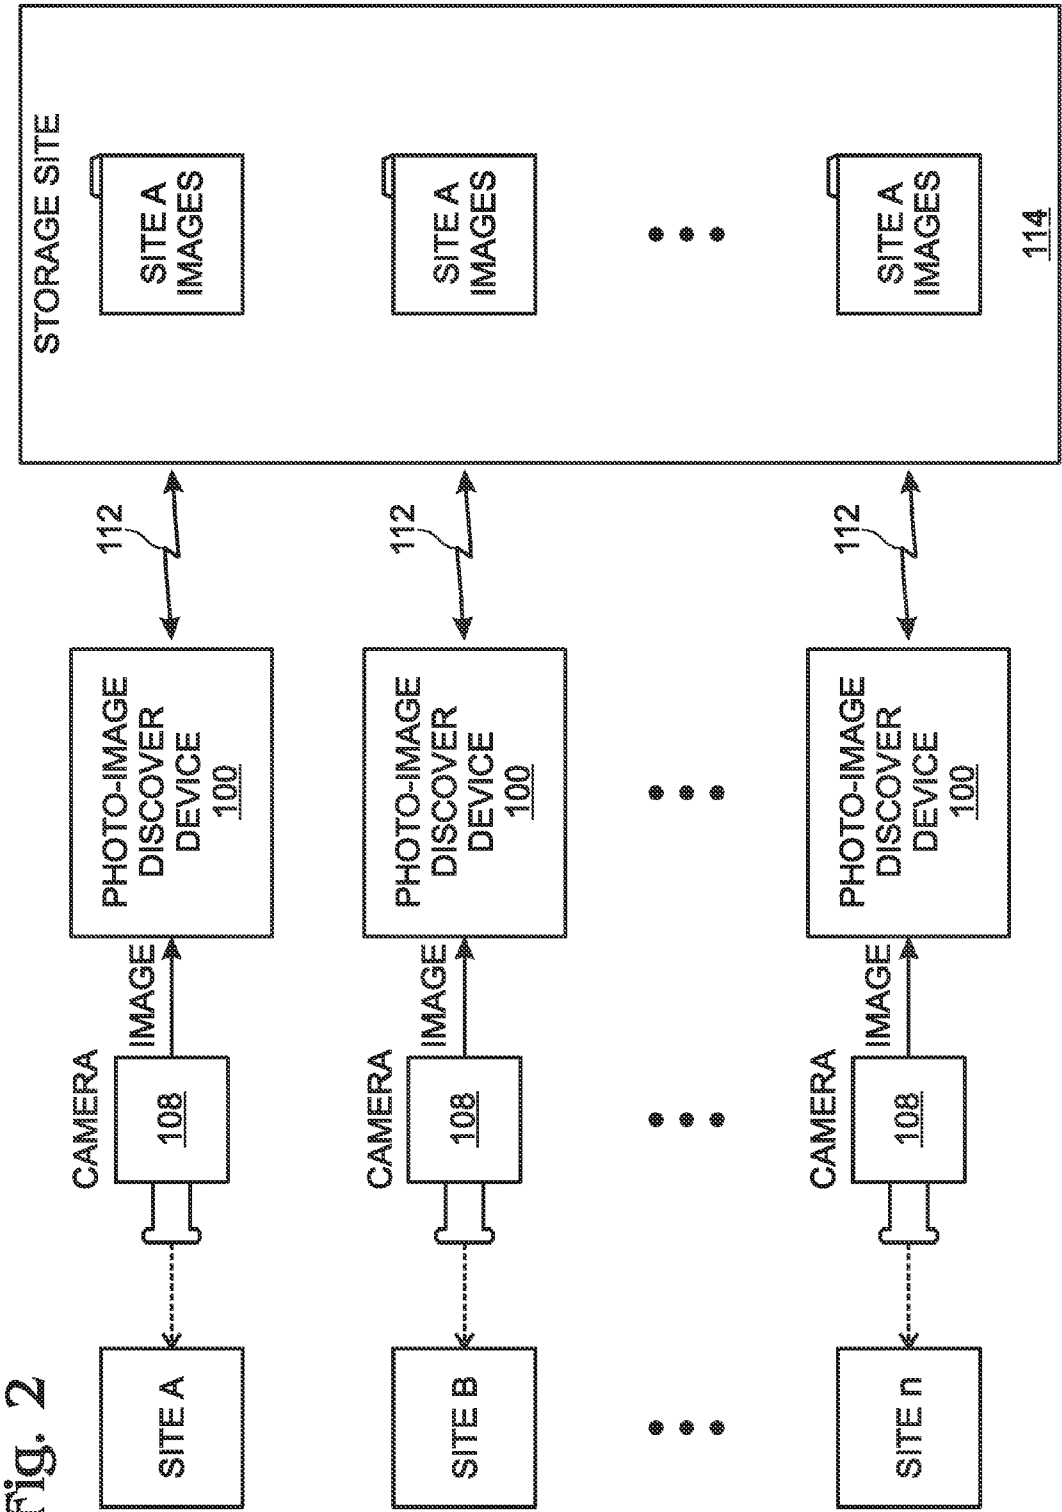 Fig. 2
SITE A
CAMERA
108
IMAGE
PHOTO-IMAGE
DISCOVER
DEVICE
100
112
STORAGE SITE
SITE A
IMAGES
SITE B
CAMERA
108
IMAGE
PHOTO-IMAGE
DISCOVER
DEVICE
100
112
SITE A
IMAGES
SITE n
CAMERA
108
IMAGE
PHOTO-IMAGE
DISCOVER
DEVICE
100
112
SITE A
IMAGES
114